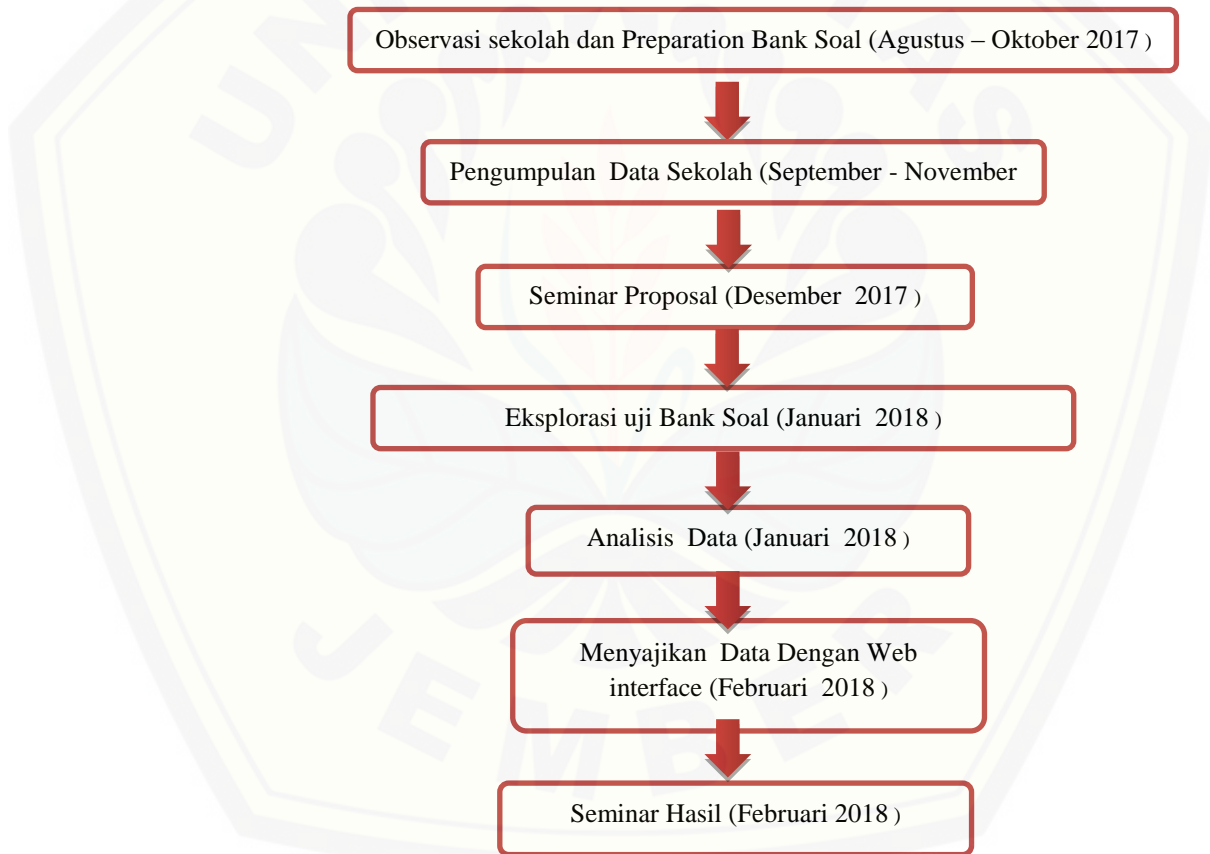 UNIVERSITAS
Observasi sekolah dan Preparation Bank Soal (Agustus – Oktober 2017 )
Pengumpulan Data Sekolah (September - November
Seminar Proposal (Desember 2017 )
Eksplorasi uji Bank Soal (Januari 2018 )
Analisis Data (Januari 2018 )
Menyajikan Data Dengan Web
interface (Februari 2018 )
Seminar Hasil (Februari 2018 )
JEMBER